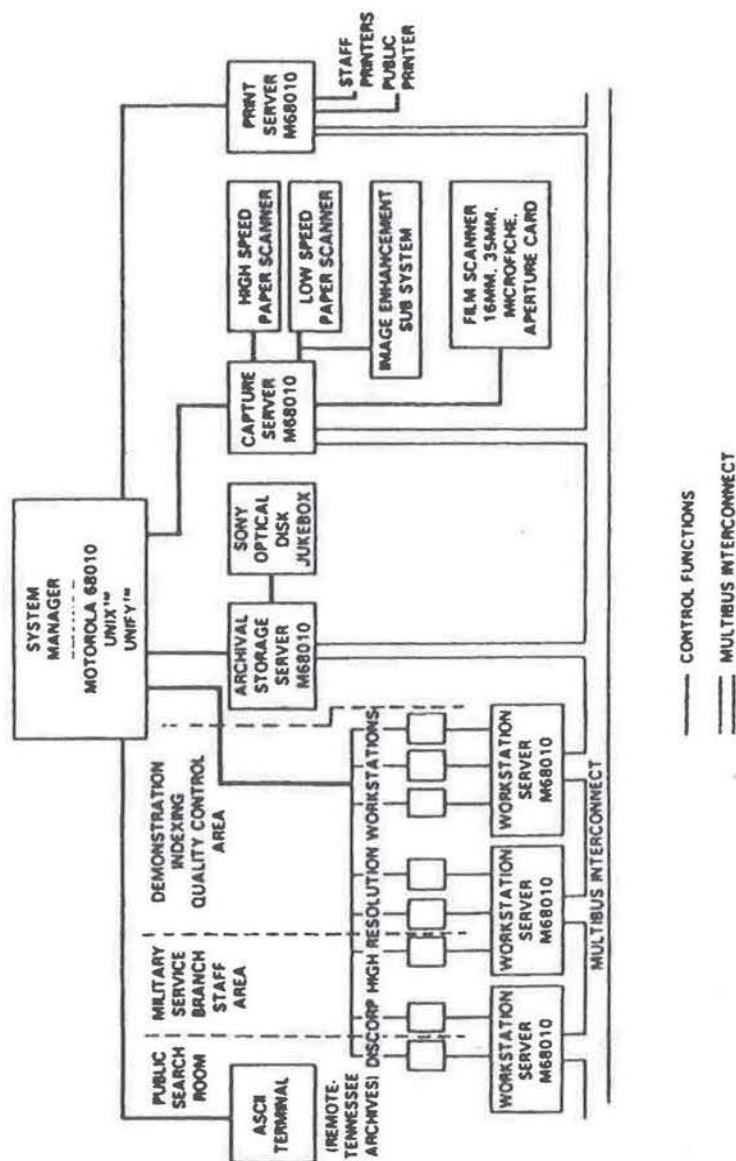 SYSTEM
MANAGER
MOTOROLA 68010
UNIX™
UNIFY™
PUBLIC
SEARCH
ROOM
MILITARY
SERVICE
BRANCH
STAFF
AREA
DEMONSTRATION
INDEXING
QUALITY CONTROL
AREA
ASCII
TERMINAL
(REMOTE-
TENNESSEE
ARCHIVES)
ARCHIVAL
STORAGE
SERVER
M68010
SONY
OPTICAL
DISK
JUKEBOX
CAPTURE
SERVER
M68010
HIGH SPEED
PAPER SCANNER
LOW SPEED
PAPER SCANNER
IMAGE ENHANCEMENT
SUB SYSTEM
FILM SCANNER
16MM, 35MM,
MICROFICHE,
APERTURE CARD
PRINT
SERVER
M68010
STAFF
PRINTERS
PUBLIC
PRINTER
DISCORP HIGH RESOLUTION WORKSTATIONS
WORKSTATION
SERVER
M68010
WORKSTATION
SERVER
M68010
WORKSTATION
SERVER
M68010
MULTIBUS INTERCONNECT
CONTROL FUNCTIONS
MULTIBUS INTERCONNECT